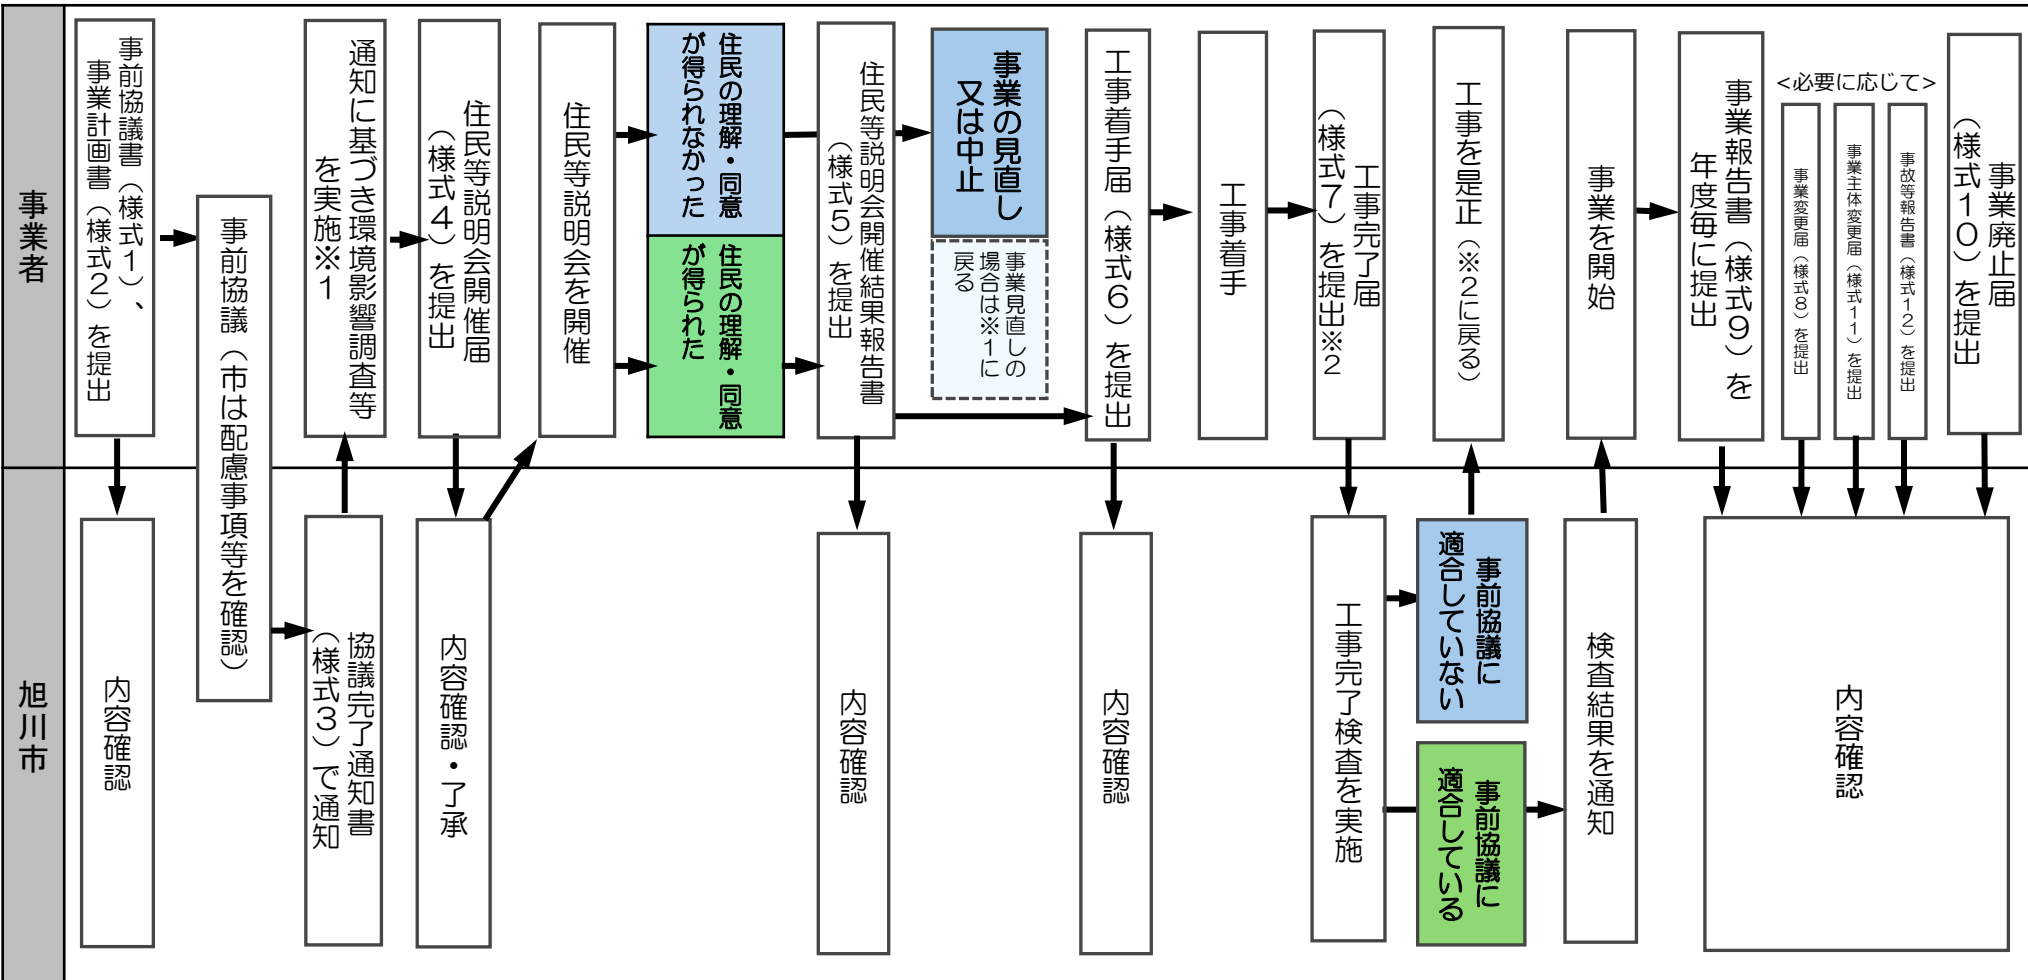 事業者
事前協議書（様式１）、
事業計画書（様式２）を提出
事前協議（市は配慮事項等を確認）
通知に基づき環境影響調査等
を実施※１
住民等説明会開催届
（様式４）を提出
住民等説明会を開催
住民の理解・同意
が得られなかった
住民の理解・同意
が得られた
住民等説明会開催結果報告書
（様式５）を提出
事業の見直し
又は中止
事業見直しの
場合は※１に
戻る
工事着手届（様式６）を提出
工事着手
工事完了届
（様式７）を提出※２
工事を是正（※２に戻る）
事業を開始
事業報告書（様式９）を
年度毎に提出
<必要に応じて>
事業変更届（様式８）を提出
事業主体変更届（様式１１）を提出
事故等報告書（様式１２）を提出
事業廃止届
（様式１０）を提出
旭川市
内容確認
協議完了通知書
（様式３）で通知
内容確認・了承
内容確認
内容確認
工事完了検査を実施
事前協議に
適合していない
事前協議に
適合している
検査結果を通知
内容確認